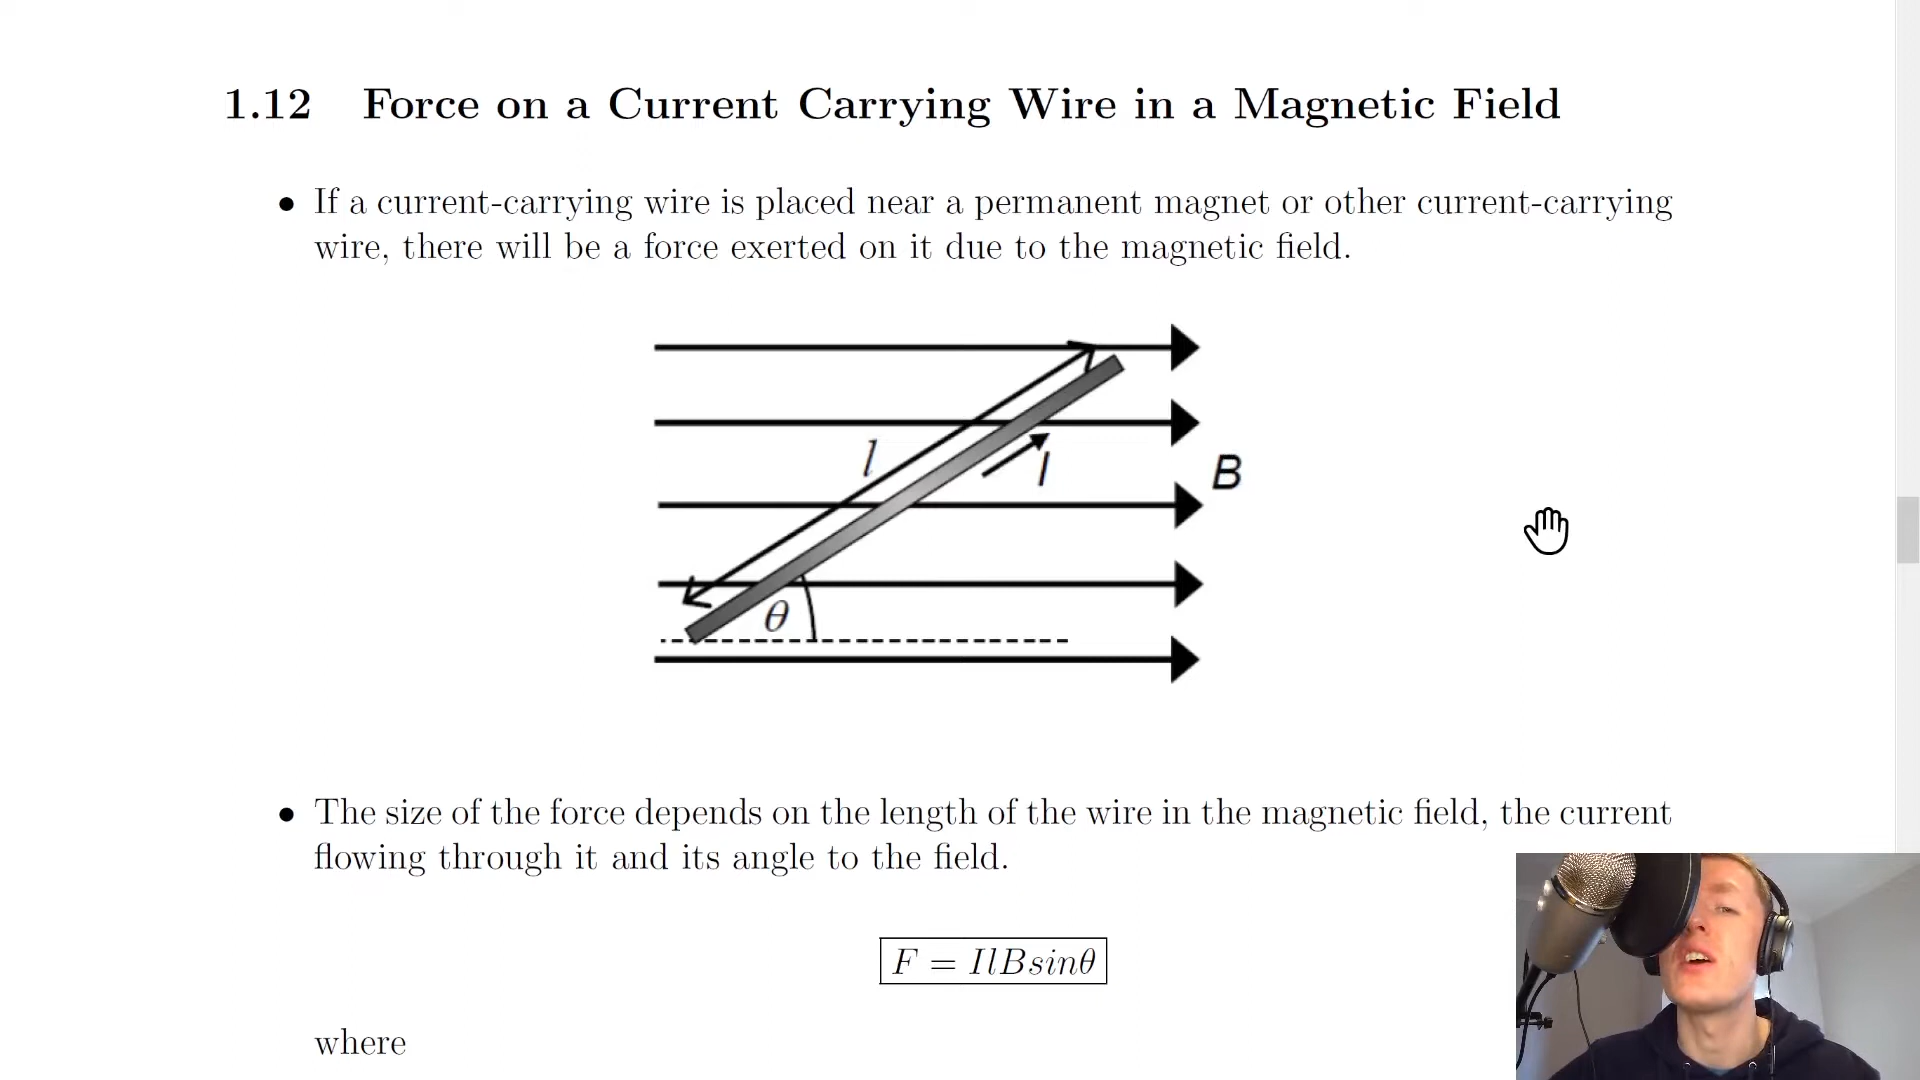 1.12 Force on a Current Carrying Wire in a Magnetic Field
• If a current-carrying wire is placed near a permanent magnet or other current-carrying
wire, there will be a force exerted on it due to the magnetic field.
l
I
B
θ
• The size of the force depends on the length of the wire in the magnetic field, the current
flowing through it and its angle to the field.
F = IlBsinθ
where